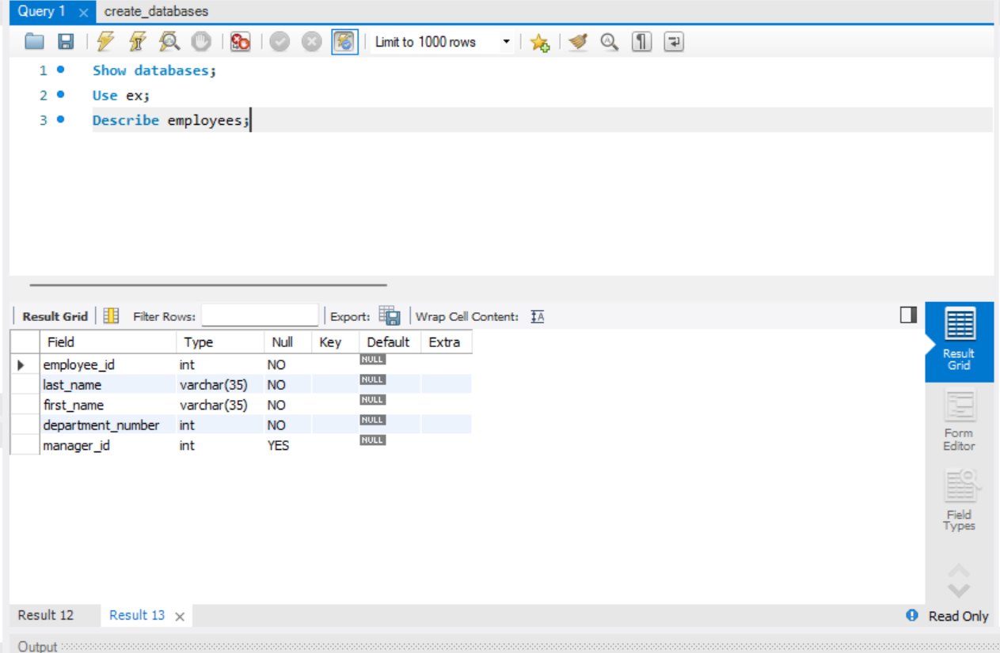 Query 1 × create_databases
Limit to 1000 rows
1 Show databases;
2 Use ex;
3 Describe employees;
Result Grid Filter Rows: Export: Wrap Cell Content: IA
Field Type Null Key Default Extra
employee_id int NO NULL
last_name varchar(35) NO NULL
first_name varchar(35) NO NULL
department_number int NO NULL
manager_id int YES NULL
Result
Grid
Form
Editor
Field
Types
Result 12 Result 13 × Read Only
Output